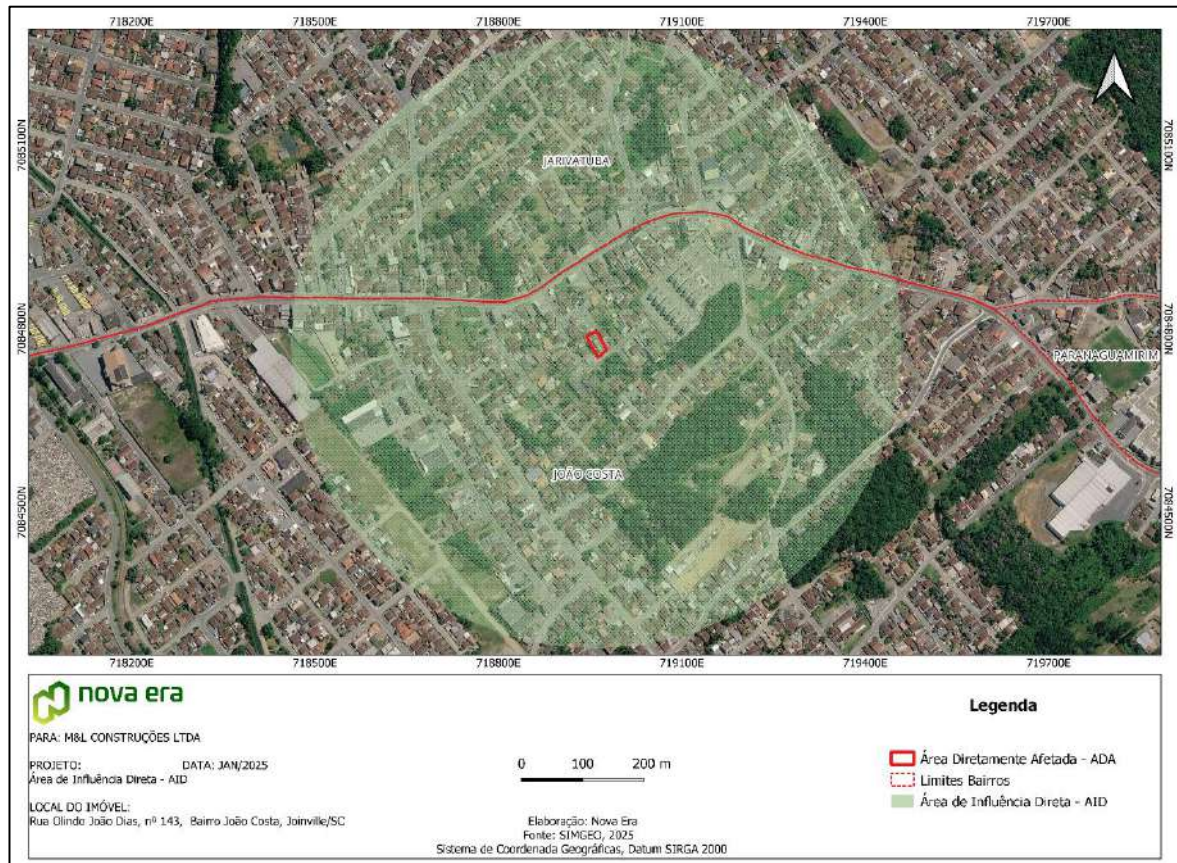 718200E 718500E 718800E 719100E 719400E 719700E
7085100N 7085100N
JARIVATUBA
7084800N 7084800N
PARANAGUAMIRIM
JOÃO COSTA
7084500N 7084500N
718200E 718500E 718800E 719100E 719400E 719700E
nova era
Legenda
PARA: M&L CONSTRUÇÕES LTDA
PROJETO: DATA: JAN/2025
Área de Influência Direta - AID
0 100 200 m
Área Diretamente Afetada - ADA
Limites Bairros
Área de Influência Direta - AID
LOCAL DO IMÓVEL:
Rua Olindo João Dias, nº 143, Bairro João Costa, Joinville/SC
Elaboração: Nova Era
Fonte: SIMGEO, 2025
Sistema de Coordenada Geográficas, Datum SIRGA 2000